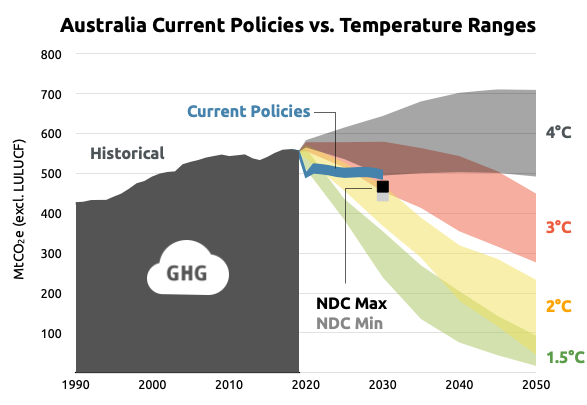 Australia Current Policies vs. Temperature Ranges
800
700
600
500
400
300
200
100
MtCO₂e (excl. LULUCF)
Current Policies
Historical
GHG
NDC Max
NDC Min
4°C
3°C
2°C
1.5°C
1990 2000 2010 2020 2030 2040 2050